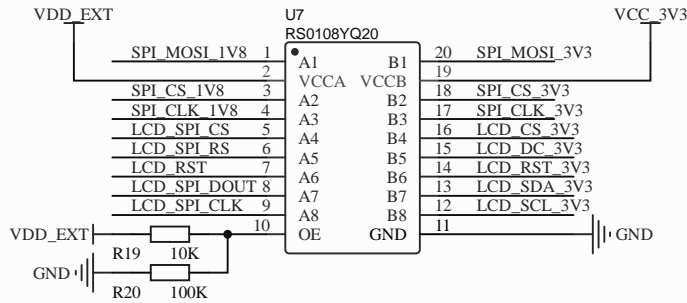 VDD_EXT U7 VCC_3V3
RS0108YQ20
SPI_MOSI_1V8 1 A1 B1 20 SPI_MOSI_3V3
2 VCCA VCCB 19
SPI_CS_1V8 3 A2 B2 18 SPI_CS_3V3
SPI_CLK_1V8 4 A3 B3 17 SPI_CLK_3V3
LCD_SPI_CS 5 A4 B4 16 LCD_CS_3V3
LCD_SPI_RS 6 A5 B5 15 LCD_DC_3V3
LCD_RST 7 A6 B6 14 LCD_RST_3V3
LCD_SPI_DOUT 8 A7 B7 13 LCD_SDA_3V3
LCD_SPI_CLK 9 A8 B8 12 LCD_SCL_3V3
VDD_EXT 10 OE GND 11 GND
R19 10K
GND
R20 100K